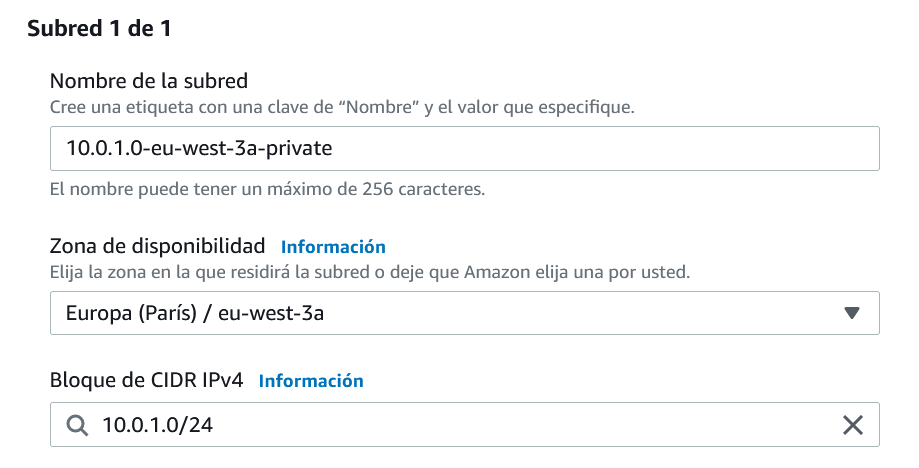 Subred 1 de 1
Nombre de la subred
Cree una etiqueta con una clave de “Nombre” y el valor que especifique.
10.0.1.0-eu-west-3a-private
El nombre puede tener un máximo de 256 caracteres.
Zona de disponibilidad Información
Elija la zona en la que residirá la subred o deje que Amazon elija una por usted.
Europa (París) / eu-west-3a
Bloque de CIDR IPv4 Información
10.0.1.0/24